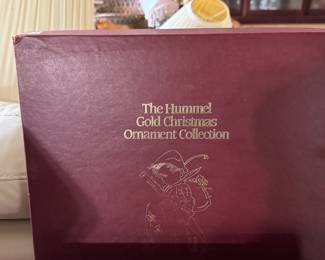 The Hummel
Gold Christmas
Ornament Collection